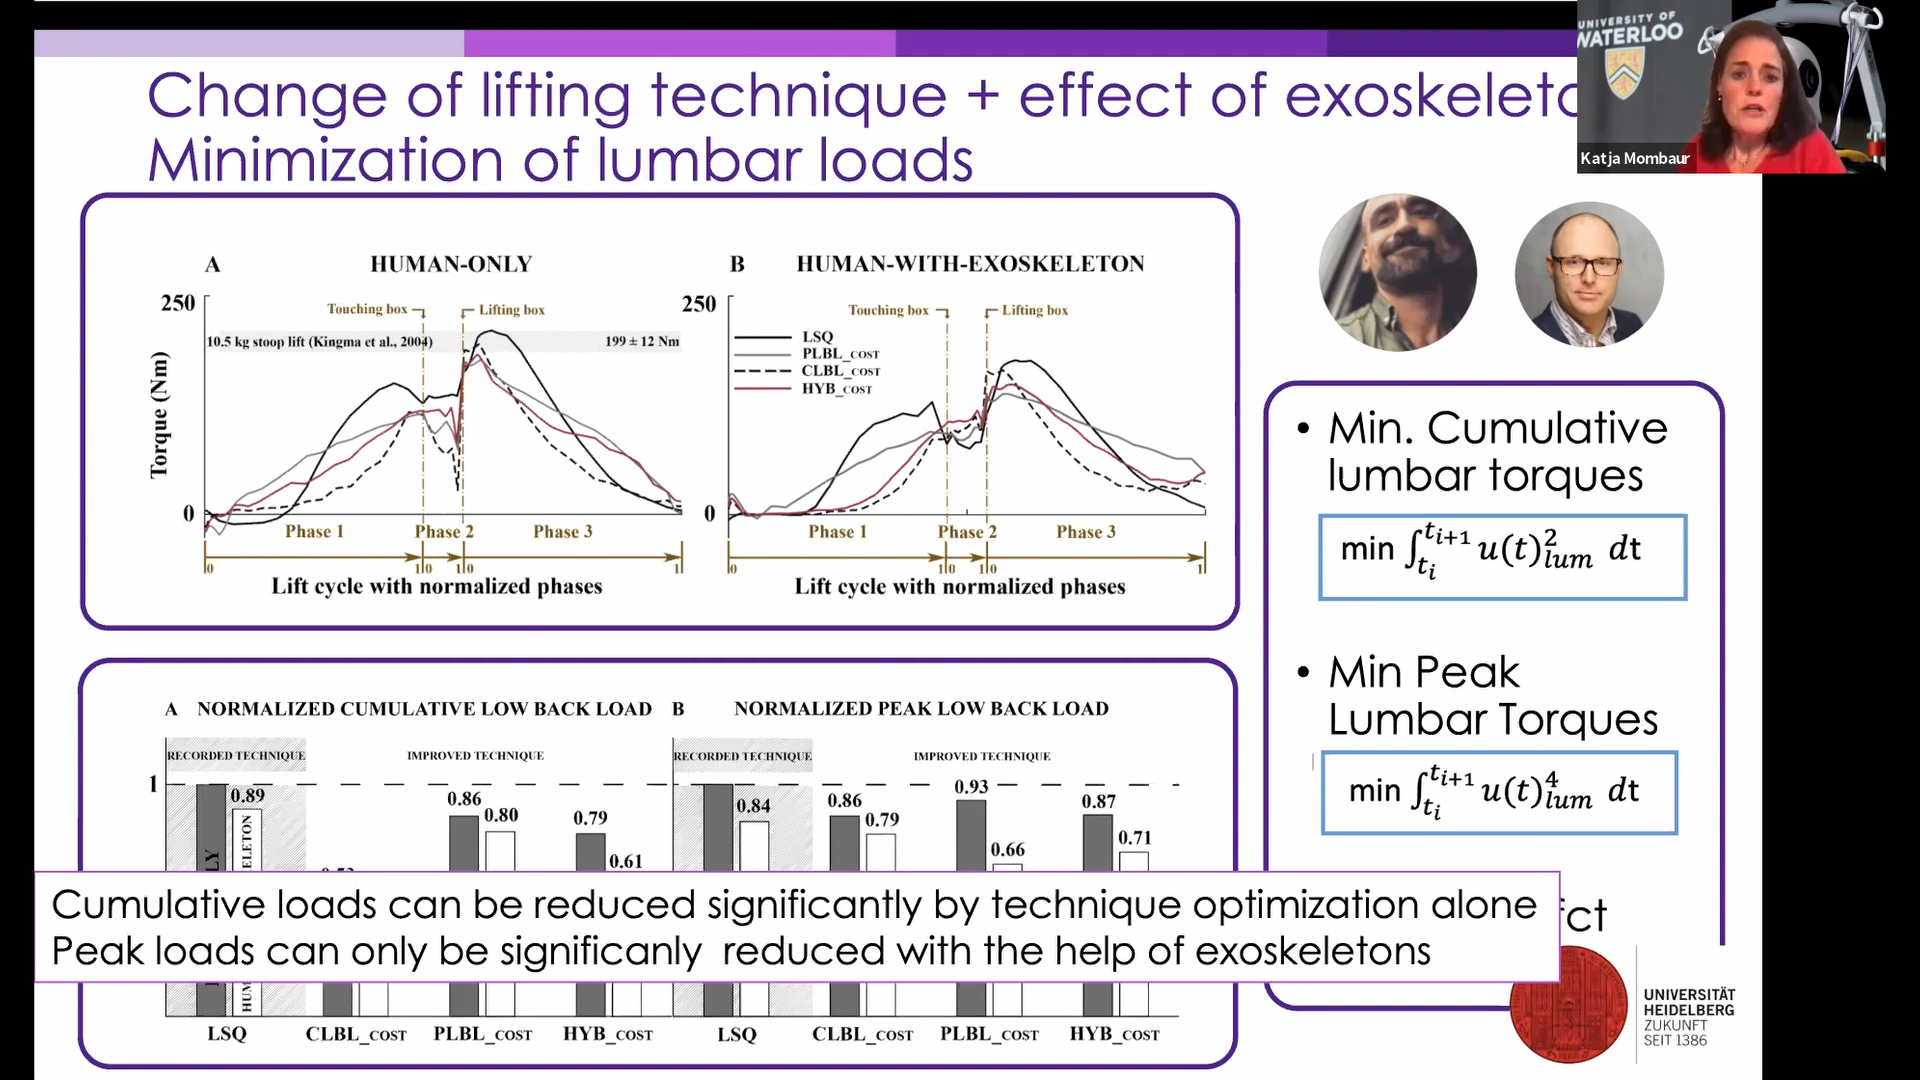 UNIVERSITY OF
WATERLOO
Katja Mombaur
Change of lifting technique + effect of
Minimization of lumbar loads
A HUMAN-ONLY
250
Touching box
Lifting box
10.5 kg stoop lift (Kingma et al., 2004) 199 ± 12 Nm
Torque (Nm)
0
Phase 1 Phase 2 Phase 3
0 1 0 1 0 1
Lift cycle with normalized phases
B HUMAN-WITH-EXOSKELETON
250
Touching box
Lifting box
LSQ
PLBL_COST
CLBL_COST
HYB_COST
0
Phase 1 Phase 2 Phase 3
0 1 0 1 0 1
Lift cycle with normalized phases
• Min. Cumulative
lumbar torques
min ∫_{t_i}^{t_{i+1}} u(t)²_{lum} dt
• Min Peak
Lumbar Torques
min ∫_{t_i}^{t_{i+1}} u(t)⁴_{lum} dt
A NORMALIZED CUMULATIVE LOW BACK LOAD
RECORDED TECHNIQUE IMPROVED TECHNIQUE
1
0.89
0.86
0.80
0.79
0.61
LSQ CLBL_COST PLBL_COST HYB_COST
B NORMALIZED PEAK LOW BACK LOAD
RECORDED TECHNIQUE IMPROVED TECHNIQUE
0.84
0.86
0.79
0.93
0.66
0.87
0.71
LSQ CLBL_COST PLBL_COST HYB_COST
Cumulative loads can be reduced significantly by technique optimization alone
Peak loads can only be significanly reduced with the help of exoskeletons
UNIVERSITÄT
HEIDELBERG
ZUKUNFT
SEIT 1386